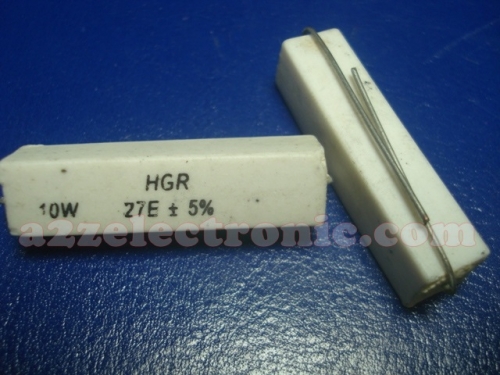 HGR
10W 27E ± 5%
a2zelectronic.com